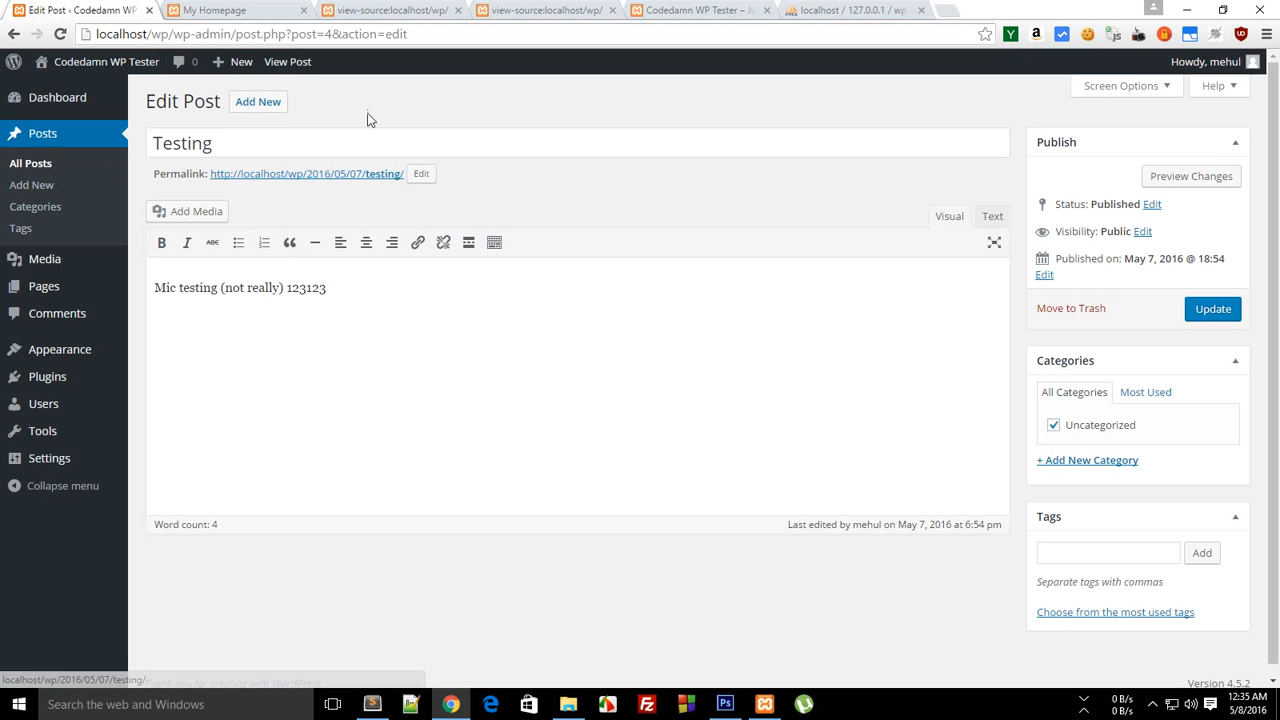 Edit Post ‹ Codedamn WP
My Homepage
view-source:localhost/wp/
view-source:localhost/wp/
Codedamn WP Tester – Ju
localhost / 127.0.0.1 / wp
localhost/wp/wp-admin/post.php?post=4&action=edit
Codedamn WP Tester 0 New View Post Howdy, mehul
Screen Options Help
Edit Post Add New
Dashboard
Posts
All Posts
Add New
Categories
Tags
Media
Pages
Comments
Appearance
Plugins
Users
Tools
Settings
Collapse menu
Testing
Permalink: http://localhost/wp/2016/05/07/testing/ Edit
Add Media
Visual Text
B I ABC
Mic testing (not really) 123123
Word count: 4
Last edited by mehul on May 7, 2016 at 6:54 pm
Publish
Preview Changes
Status: Published Edit
Visibility: Public Edit
Published on: May 7, 2016 @ 18:54
Edit
Move to Trash Update
Categories
All Categories Most Used
Uncategorized
+ Add New Category
Tags
Add
Separate tags with commas
Choose from the most used tags
localhost/wp/2016/05/07/testing/
Thank you for creating with WordPress.
Version 4.5.2
Search the web and Windows
0 B/s
0 B/s
12:35 AM
5/8/2016